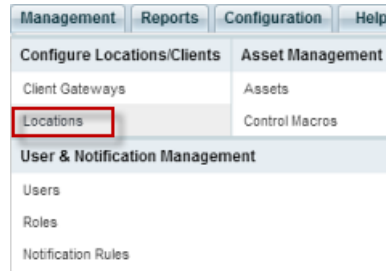 Management Reports Configuration Help
Configure Locations/Clients Asset Management
Client Gateways Assets
Locations Control Macros
User & Notification Management
Users
Roles
Notification Rules